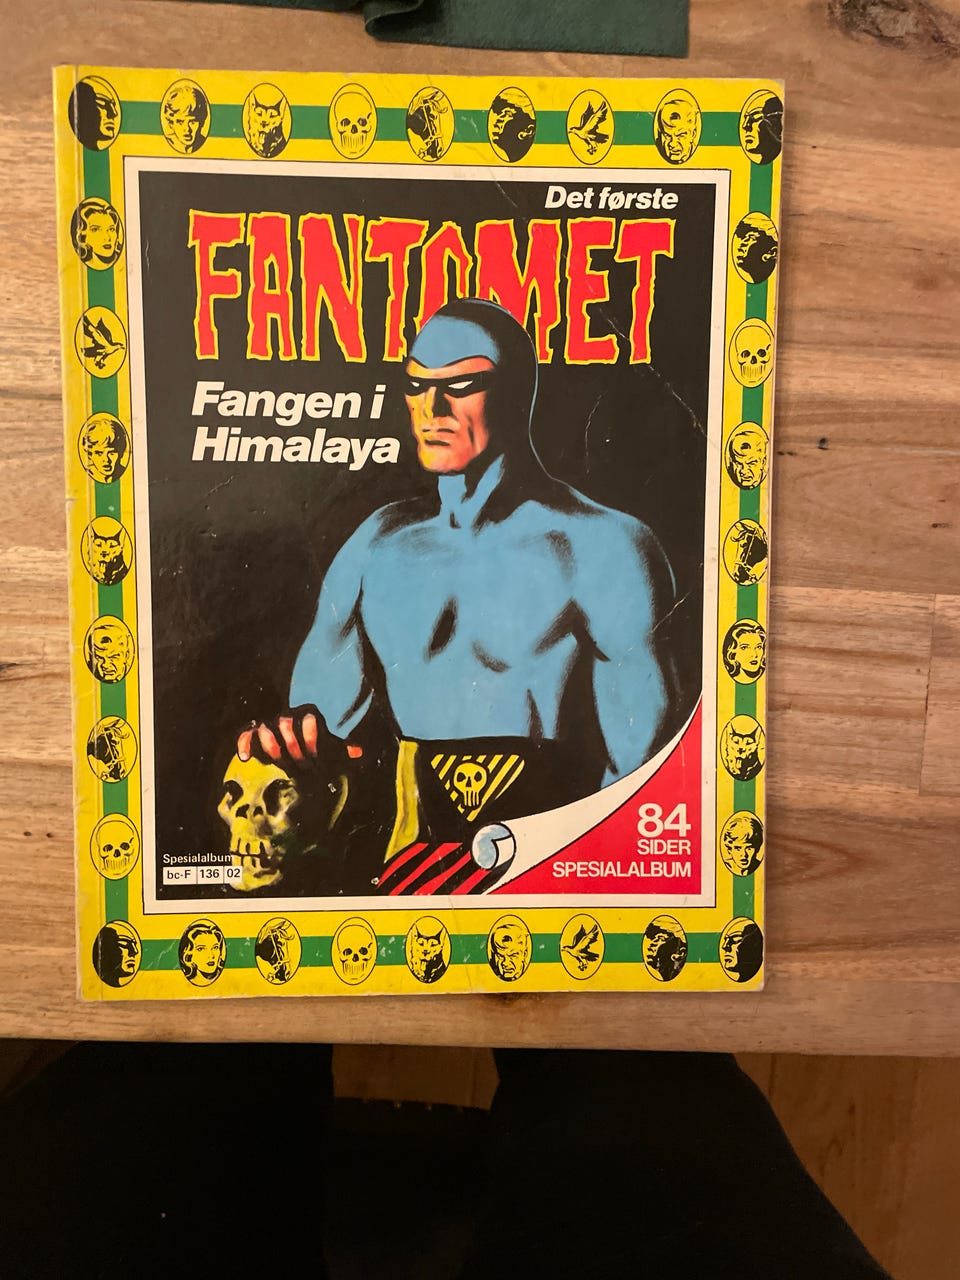 Det første
FANTOMET
Fangen i
Himalaya
84
SIDER
SPESIALALBUM
Spesialalbum
bc-F 136 02